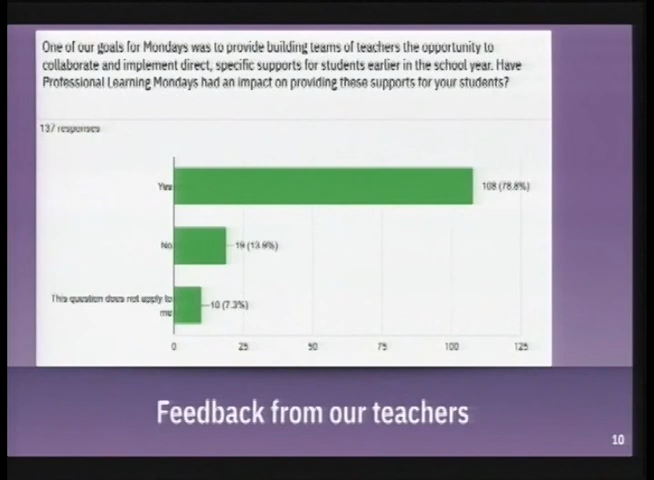 One of our goals for Mondays was to provide building teams of teachers the opportunity to
collaborate and implement direct, specific supports for students earlier in the school year. Have
Professional Learning Mondays had an impact on providing these supports for your students?
137 responses
Yes
108 (78.8%)
No
19 (13.9%)
This question does not apply to
me
10 (7.3%)
0 25 50 75 100 125
Feedback from our teachers
10